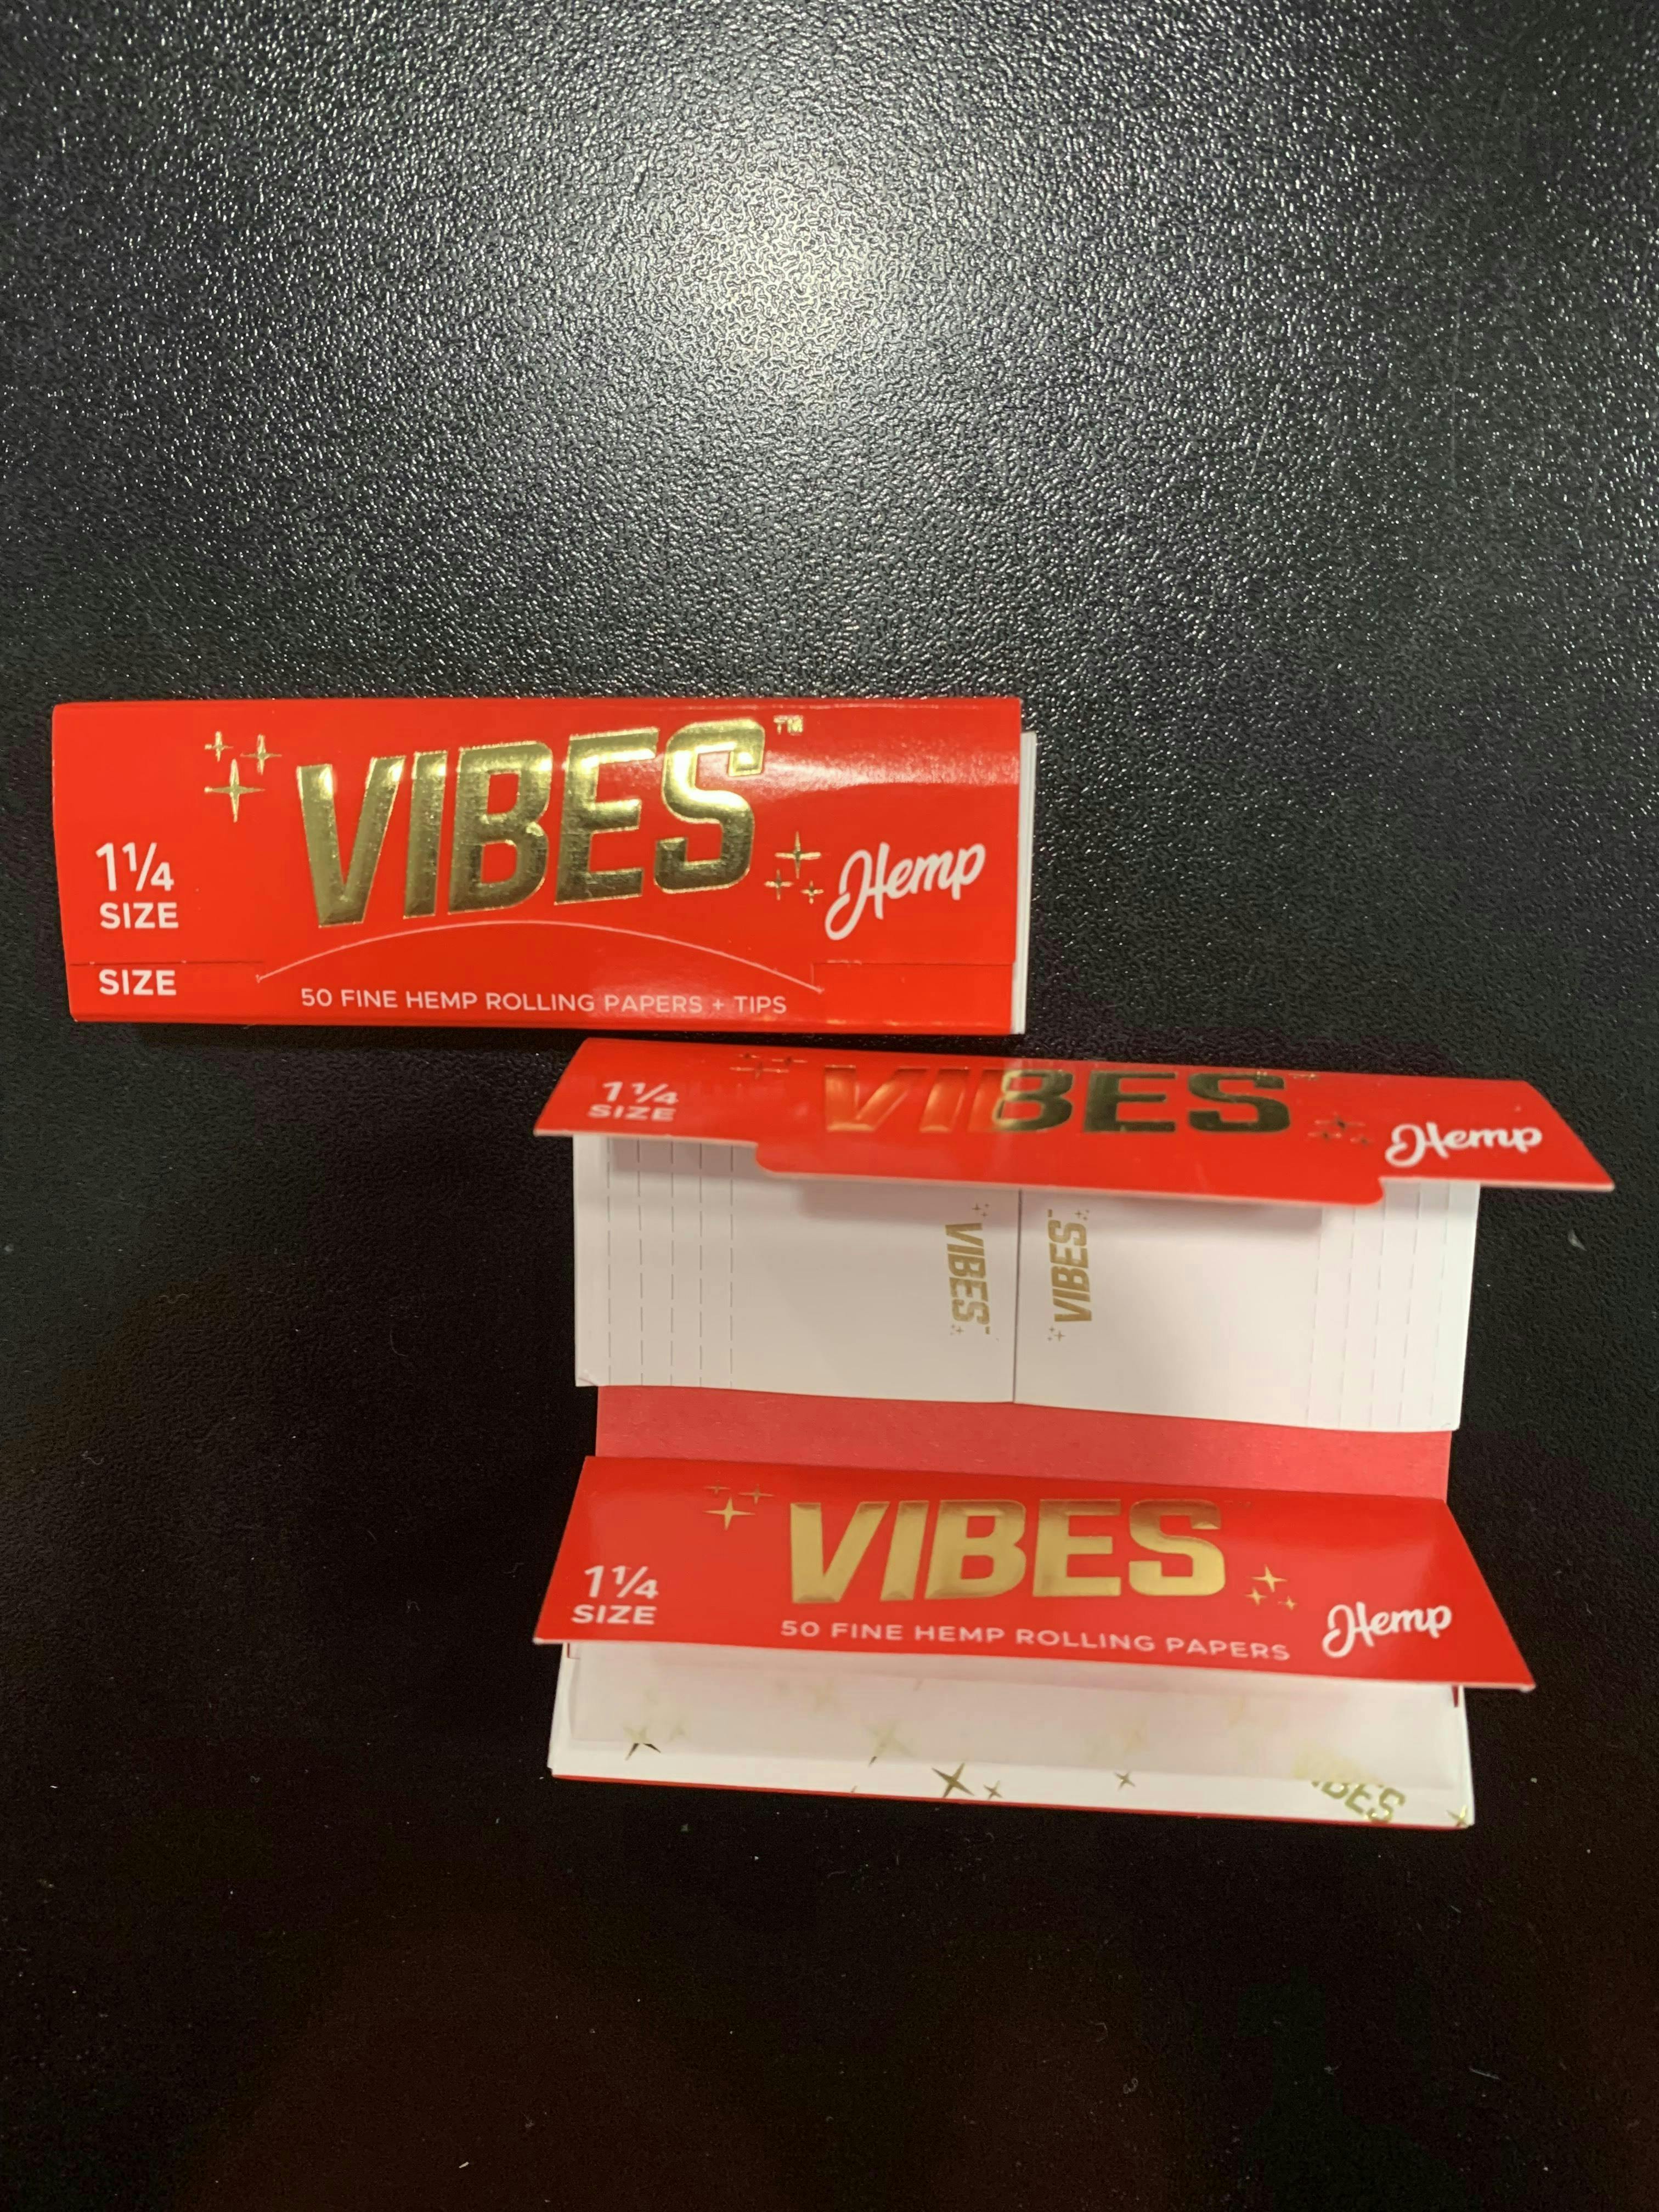 VIBES™
1¼
SIZE
Hemp
SIZE
50 FINE HEMP ROLLING PAPERS + TIPS
1¼
SIZE
VIBES
Hemp
VIBES
VIBES
VIBES
1¼
SIZE
50 FINE HEMP ROLLING PAPERS
Hemp
VIBES